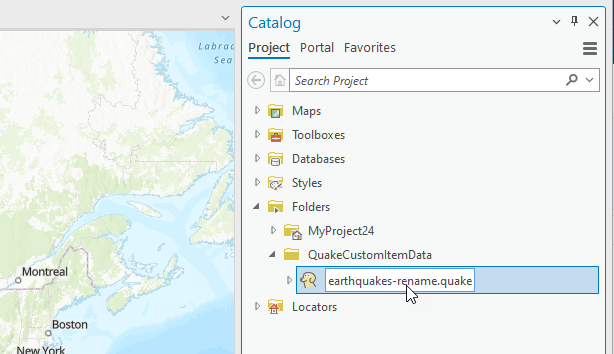 Labrador
Sea
Montreal
Boston
New York
Catalog
Project Portal Favorites
Search Project
Maps
Toolboxes
Databases
Styles
Folders
MyProject24
QuakeCustomItemData
earthquakes-rename.quake
Locators